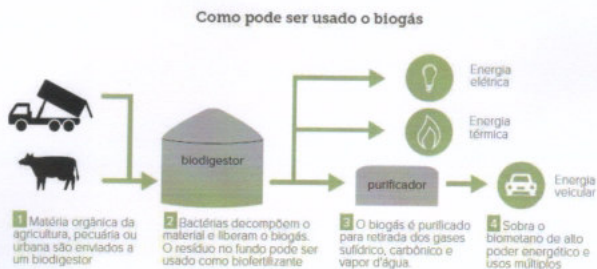 Como pode ser usado o biogás
Energia
elétrica
Energia
térmica
biodigestor
purificador
Energia
veicular
1 Matéria orgânica da
agricultura, pecuária ou
urbana são enviados a
um biodigestor
2 Bactérias decompõem o
material e liberam o biogás.
O resíduo no fundo pode ser
usado como biofertilizante
3 O biogás é purificado
para retirada dos gases
sufídrico, carbônico e
vapor d'água.
4 Sobra o
biometano de alto
poder energético e
usos múltiplos